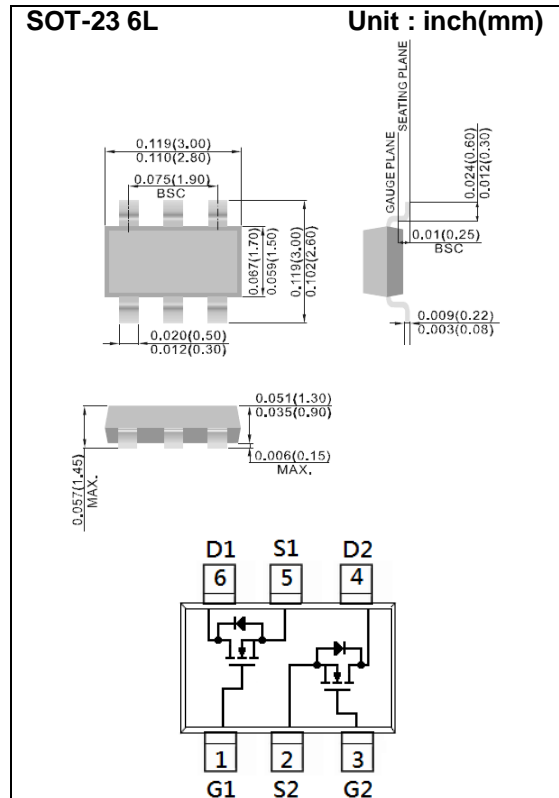 SOT-23 6L Unit : inch(mm)
SEATING PLANE
GAUGE PLANE
0.119(3.00)
0.110(2.80)
0.075(1.90)
BSC
0.067(1.70)
0.059(1.50)
0.119(3.00)
0.102(2.60)
0.024(0.60)
0.012(0.30)
0.01(0.25)
BSC
0.009(0.22)
0.003(0.08)
0.020(0.50)
0.012(0.30)
0.051(1.30)
0.035(0.90)
0.006(0.15)
MAX.
0.057(1.45)
MAX.
D1 S1 D2
6 5 4
1 2 3
G1 S2 G2